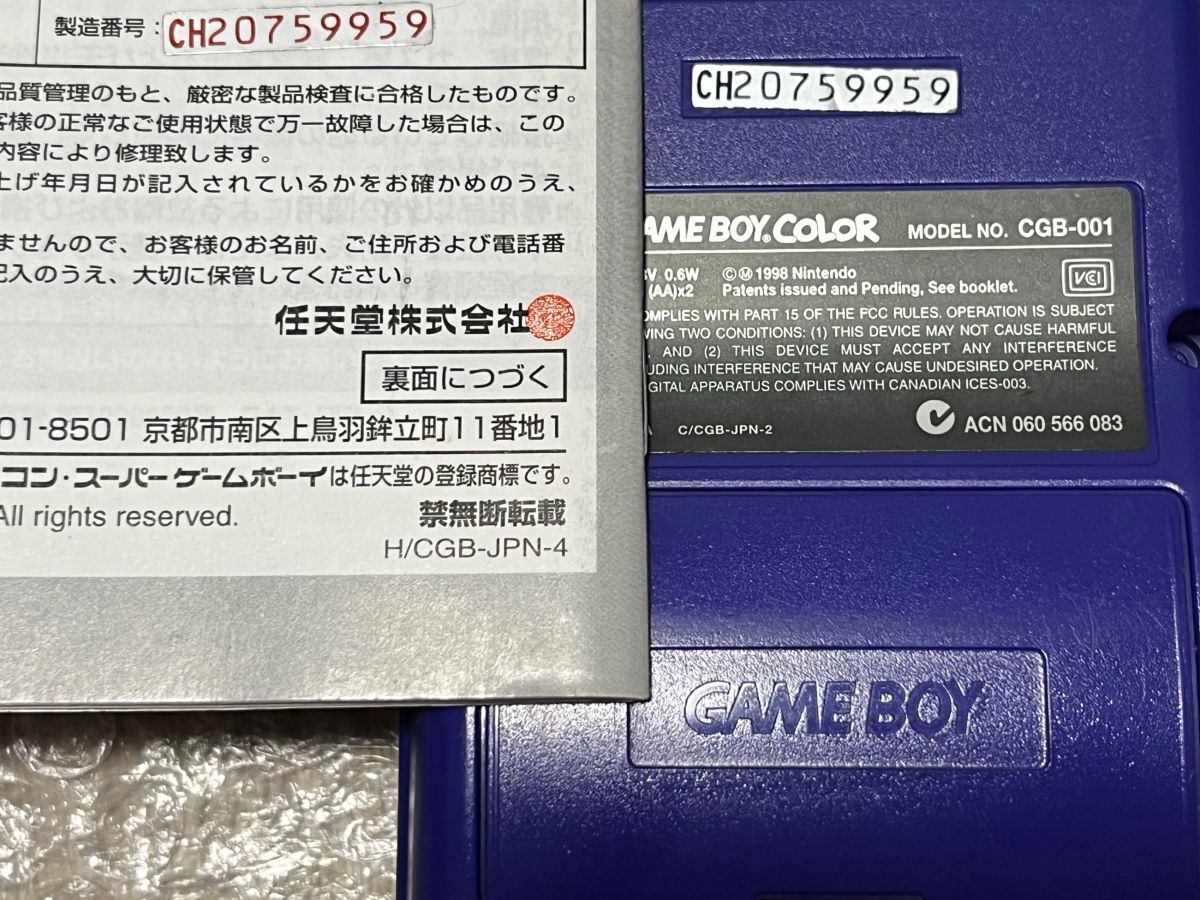 製造番号：CH20759959
品質管理のもと、厳密な製品検査に合格したものです。
客様の正常なご使用状態で万一故障した場合は、この
内容により修理致します。
上げ年月日が記入されているかをお確かめのうえ、
ませんので、お客様のお名前、ご住所および電話番
記入のうえ、大切に保管してください。
任天堂株式会社
裏面につづく
01-8501 京都市南区上鳥羽鉾立町11番地1
コン・スーパーゲームボーイは任天堂の登録商標です。
All rights reserved.
禁無断転載
H/CGB-JPN-4
CH20759959
GAME BOY COLOR MODEL NO. CGB-001
3V 0.6W ©Ⓜ1998 Nintendo
(AA)x2 Patents issued and Pending, See booklet.
VCI
OMPLIES WITH PART 15 OF THE FCC RULES. OPERATION IS SUBJECT
WING TWO CONDITIONS: (1) THIS DEVICE MAY NOT CAUSE HARMFUL
, AND (2) THIS DEVICE MUST ACCEPT ANY INTERFERENCE
UDING INTERFERENCE THAT MAY CAUSE UNDESIRED OPERATION.
IGITAL APPARATUS COMPLIES WITH CANADIAN ICES-003.
C/CGB-JPN-2
ACN 060 566 083
GAME BOY